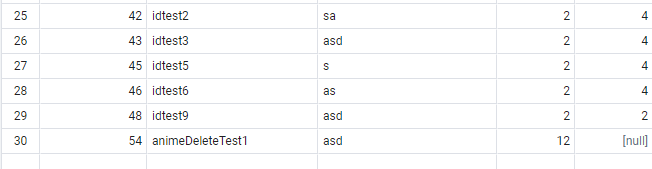 25 42 idtest2 sa 2 4
26 43 idtest3 asd 2 4
27 45 idtest5 s 2 4
28 46 idtest6 as 2 4
29 48 idtest9 asd 2 2
30 54 animeDeleteTest1 asd 12 [null]